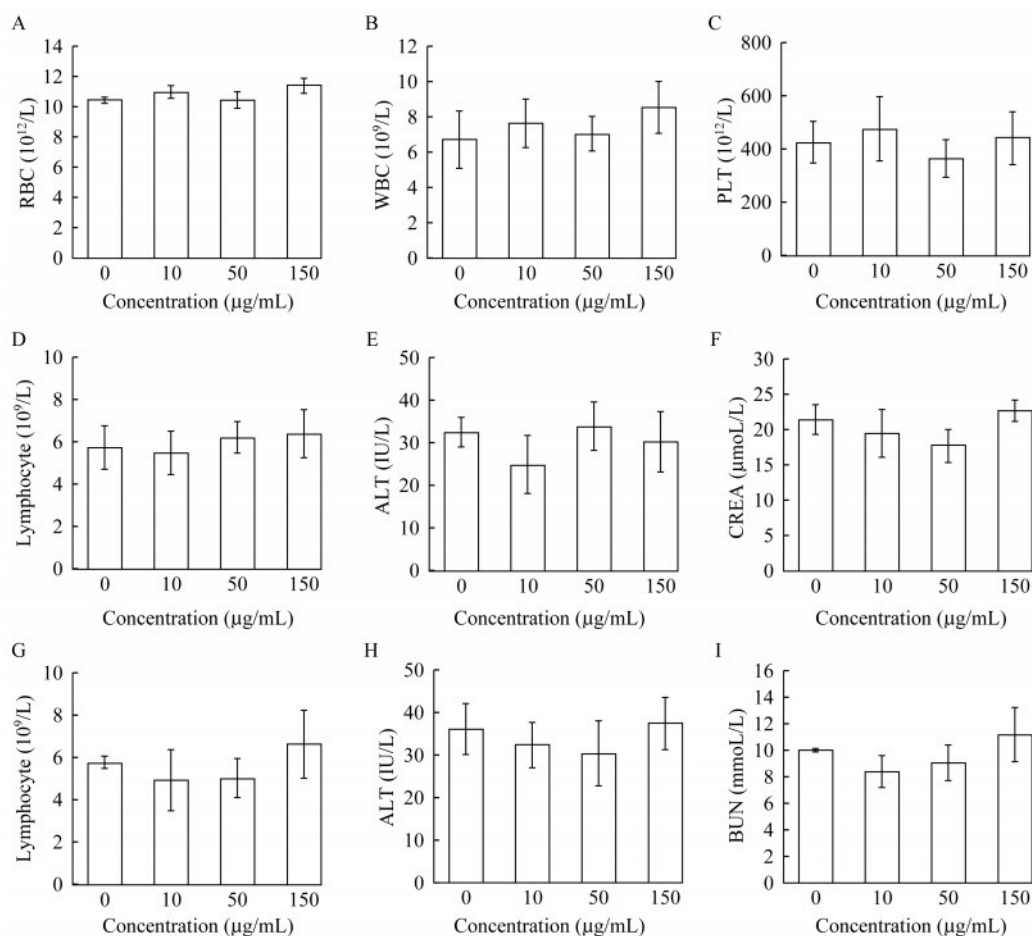 A
B
C
RBC (10¹²/L)
14
12
10
8
6
4
2
0
0 10 50 150
Concentration (µg/mL)
WBC (10⁹/L)
12
10
8
6
4
2
0
0 10 50 150
Concentration (µg/mL)
PLT (10¹²/L)
800
600
400
200
0
0 10 50 150
Concentration (µg/mL)
D
E
F
Lymphocyte (10⁹/L)
10
8
6
4
2
0
0 10 50 150
Concentration (µg/mL)
ALT (IU/L)
50
40
30
20
10
0
0 10 50 150
Concentration (µg/mL)
CREA (µmoL/L)
30
25
20
15
10
5
0
0 10 50 150
Concentration (µg/mL)
G
H
I
Lymphocyte (10⁹/L)
10
8
6
4
2
0
0 10 50 150
Concentration (µg/mL)
ALT (IU/L)
50
40
30
20
10
0
0 10 50 150
Concentration (µg/mL)
BUN (mmoL/L)
16
14
12
10
8
6
4
2
0
0 10 50 150
Concentration (µg/mL)